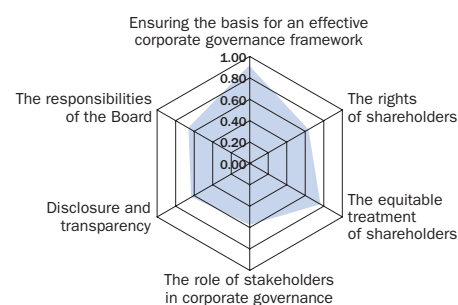 Ensuring the basis for an effective
corporate governance framework
1.00
0.80
0.60
0.40
0.20
0.00
The rights
of shareholders
The equitable
treatment
of shareholders
The role of stakeholders
in corporate governance
Disclosure and
transparency
The responsibilities
of the Board